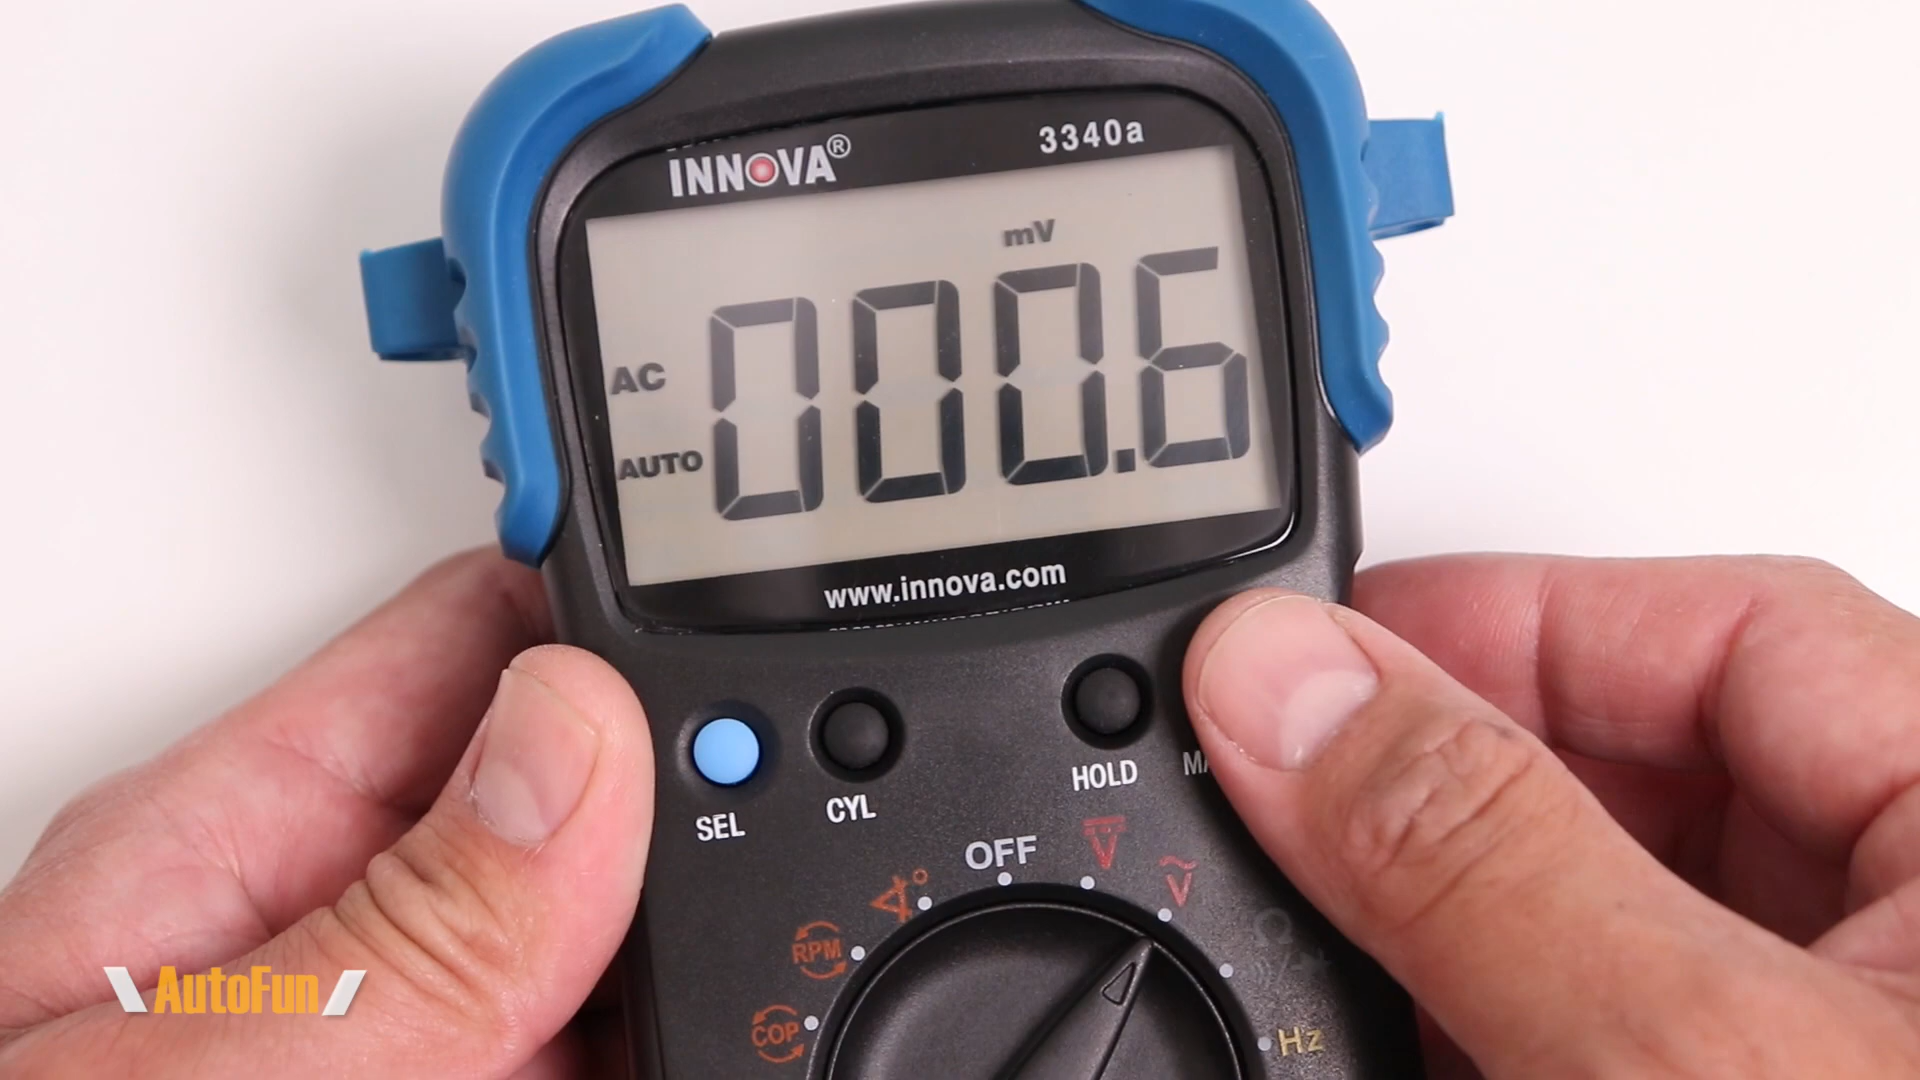 INNOVA® 3340a
mV
000.6
AC
AUTO
www.innova.com
SEL
CYL
HOLD
OFF
V
V
RPM
COP
Hz
AutoFun